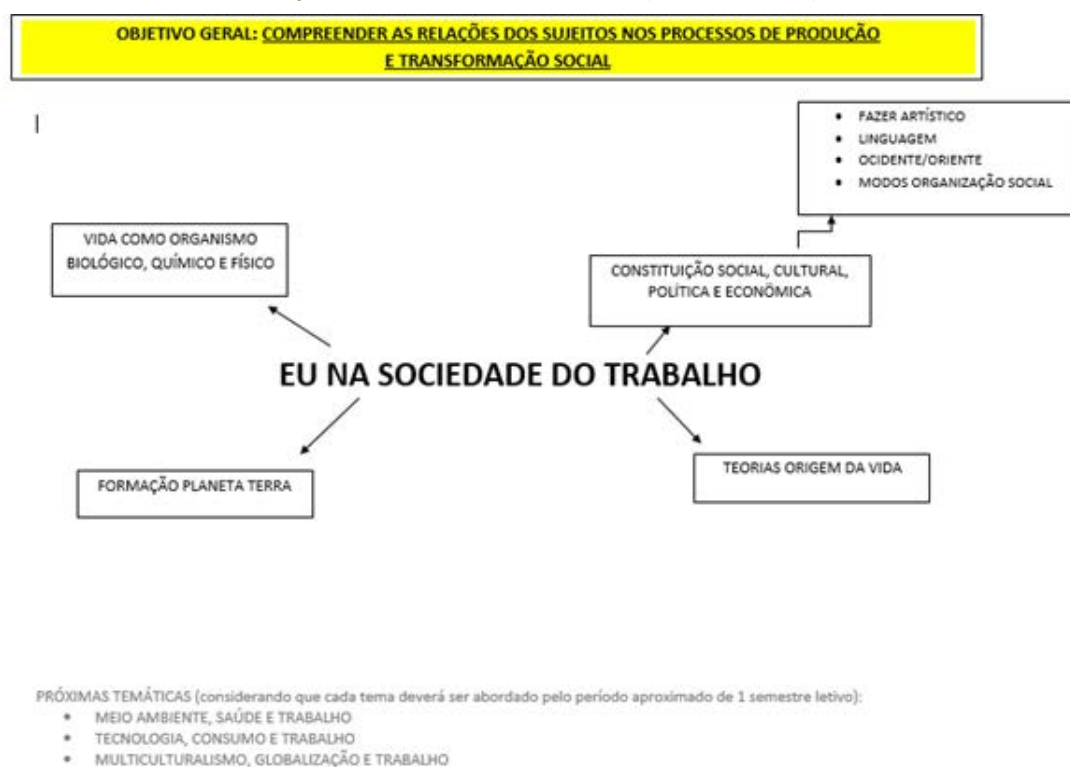 OBJETIVO GERAL: COMPREENDER AS RELAÇÕES DOS SUJEITOS NOS PROCESSOS DE PRODUÇÃO
E TRANSFORMAÇÃO SOCIAL
• FAZER ARTÍSTICO
• LINGUAGEM
• OCIDENTE/ORIENTE
• MODOS ORGANIZAÇÃO SOCIAL
VIDA COMO ORGANISMO
BIOLÓGICO, QUÍMICO E FÍSICO
CONSTITUIÇÃO SOCIAL, CULTURAL,
POLÍTICA E ECONÔMICA
EU NA SOCIEDADE DO TRABALHO
FORMAÇÃO PLANETA TERRA
TEORIAS ORIGEM DA VIDA
PRÓXIMAS TEMÁTICAS (considerando que cada tema deverá ser abordado pelo período aproximado de 1 semestre letivo):
• MEIO AMBIENTE, SAÚDE E TRABALHO
• TECNOLOGIA, CONSUMO E TRABALHO
• MULTICULTURALISMO, GLOBALIZAÇÃO E TRABALHO